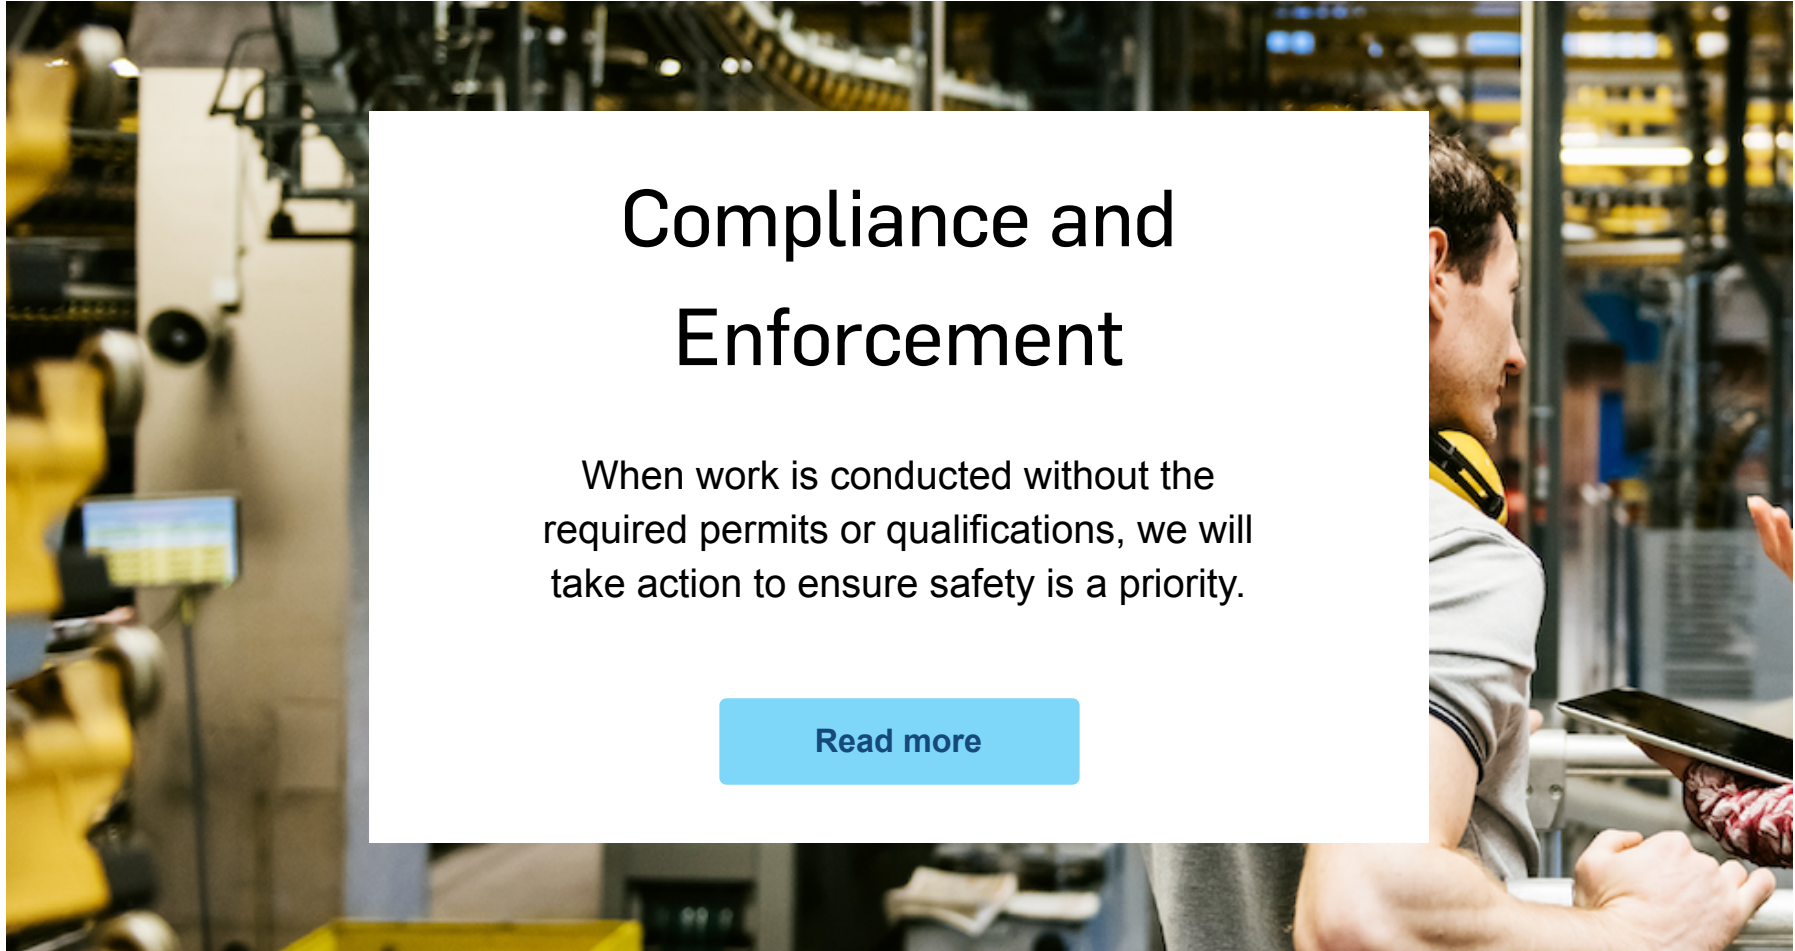 Compliance and
Enforcement
When work is conducted without the
required permits or qualifications, we will
take action to ensure safety is a priority.
Read more